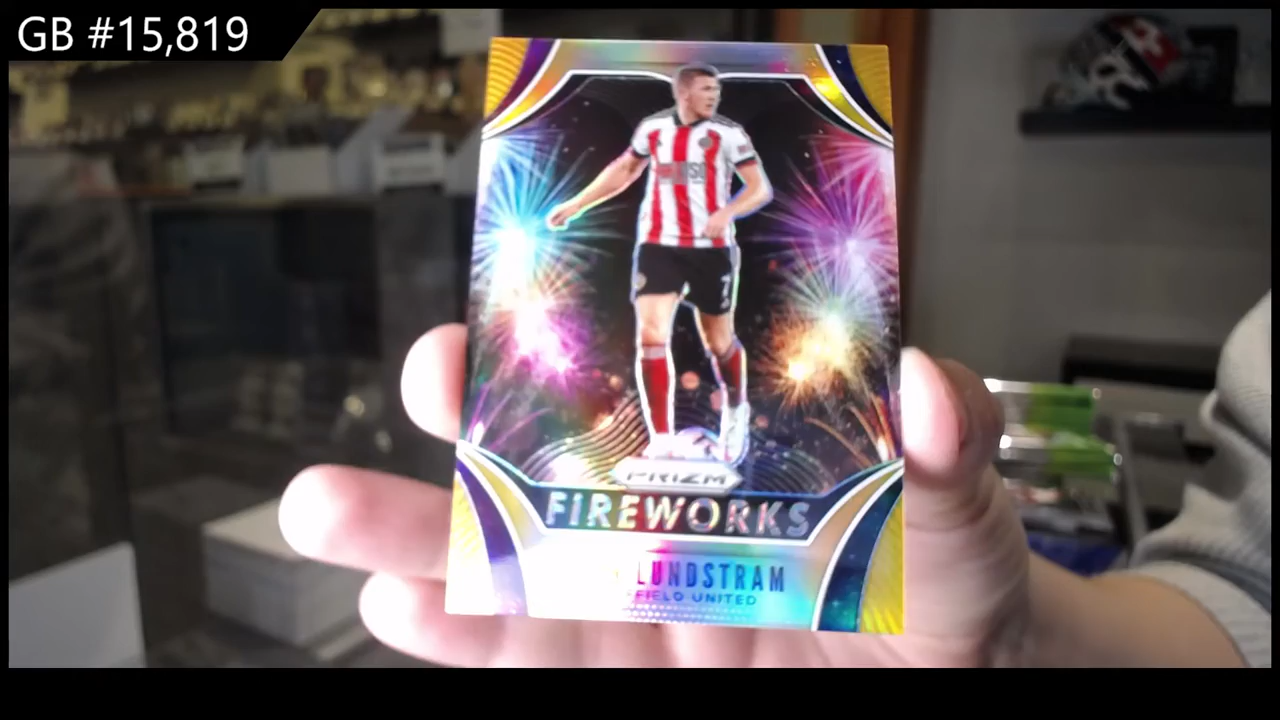 GB #15,819
PRIZM
FIREWORKS
LUNDSTRAM
FIELD UNITED